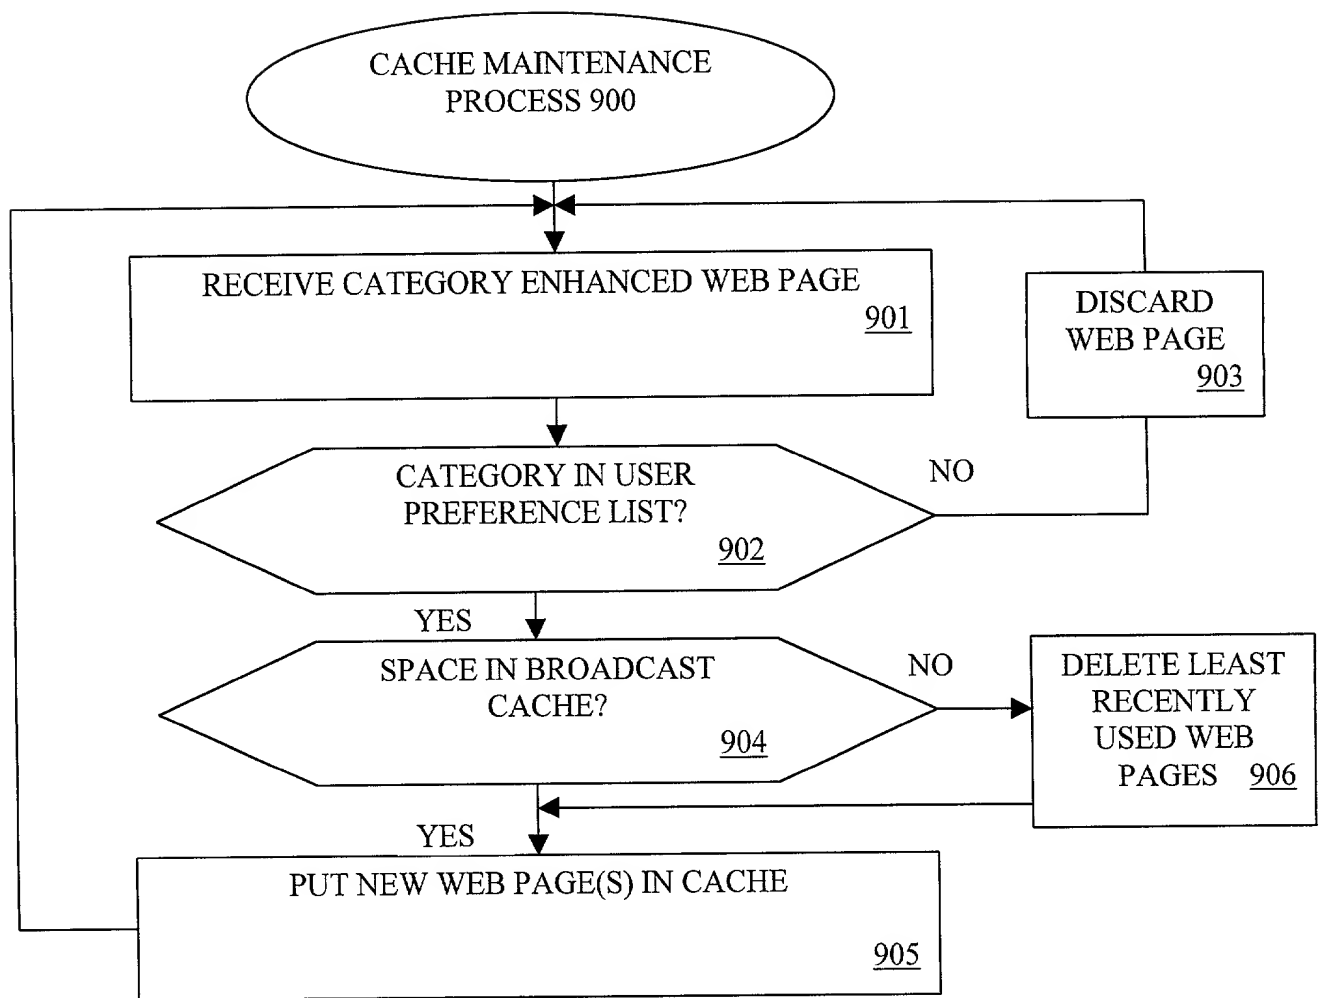 CACHE MAINTENANCE
PROCESS 900
RECEIVE CATEGORY ENHANCED WEB PAGE
901
DISCARD
WEB PAGE
903
CATEGORY IN USER
PREFERENCE LIST?
902
NO
YES
SPACE IN BROADCAST
CACHE?
904
NO
DELETE LEAST
RECENTLY
USED WEB
PAGES 906
YES
PUT NEW WEB PAGE(S) IN CACHE
905